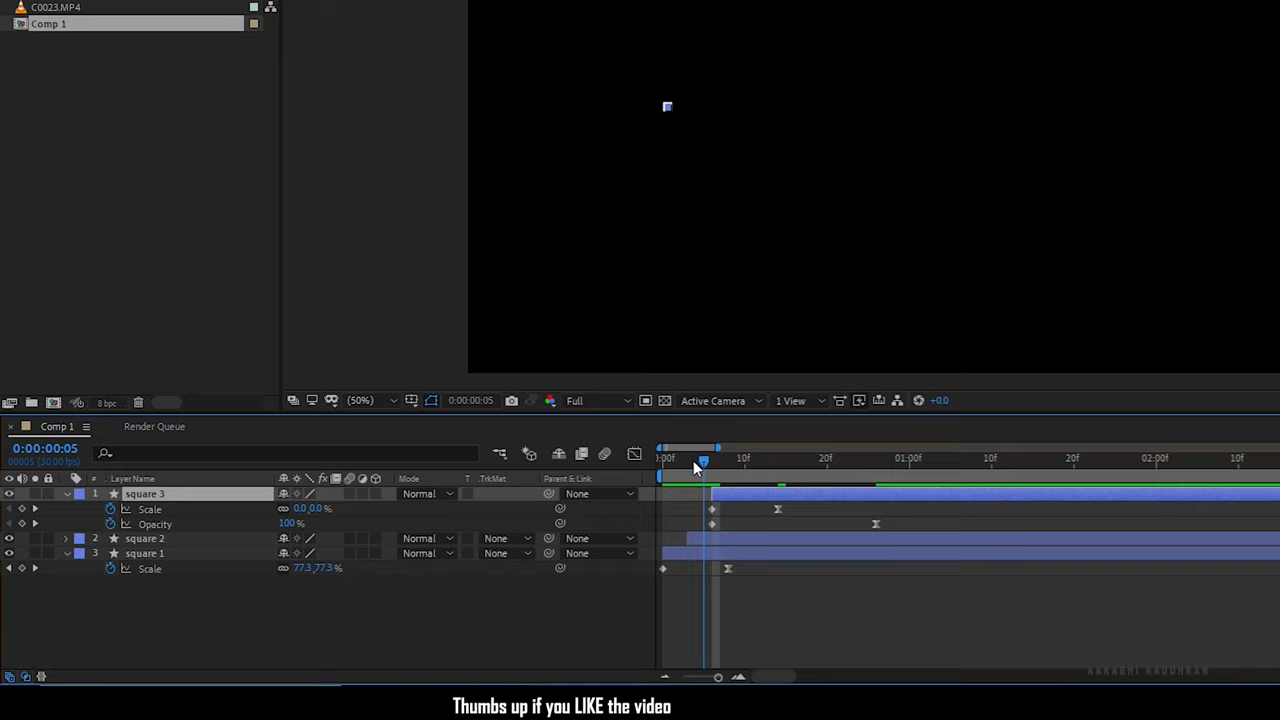 C0023.MP4
Comp 1
(50%)
0:00:00:05
Full
Active Camera
1 View
+0.0
8 bpc
Comp 1
Render Queue
0:00:00:05
00005 (30.00 fps)
:00f 10f 20f 01:00f 10f 20f 02:00f 10f
# Layer Name Mode T .TrkMat Parent & Link
1 square 3 Normal None
Scale 0.0,0.0 %
Opacity 100 %
2 square 2 Normal None None
3 square 1 Normal None None
Scale 77.3,77.3 %
AARABHI KAUDHKAR
Thumbs up if you LIKE the video